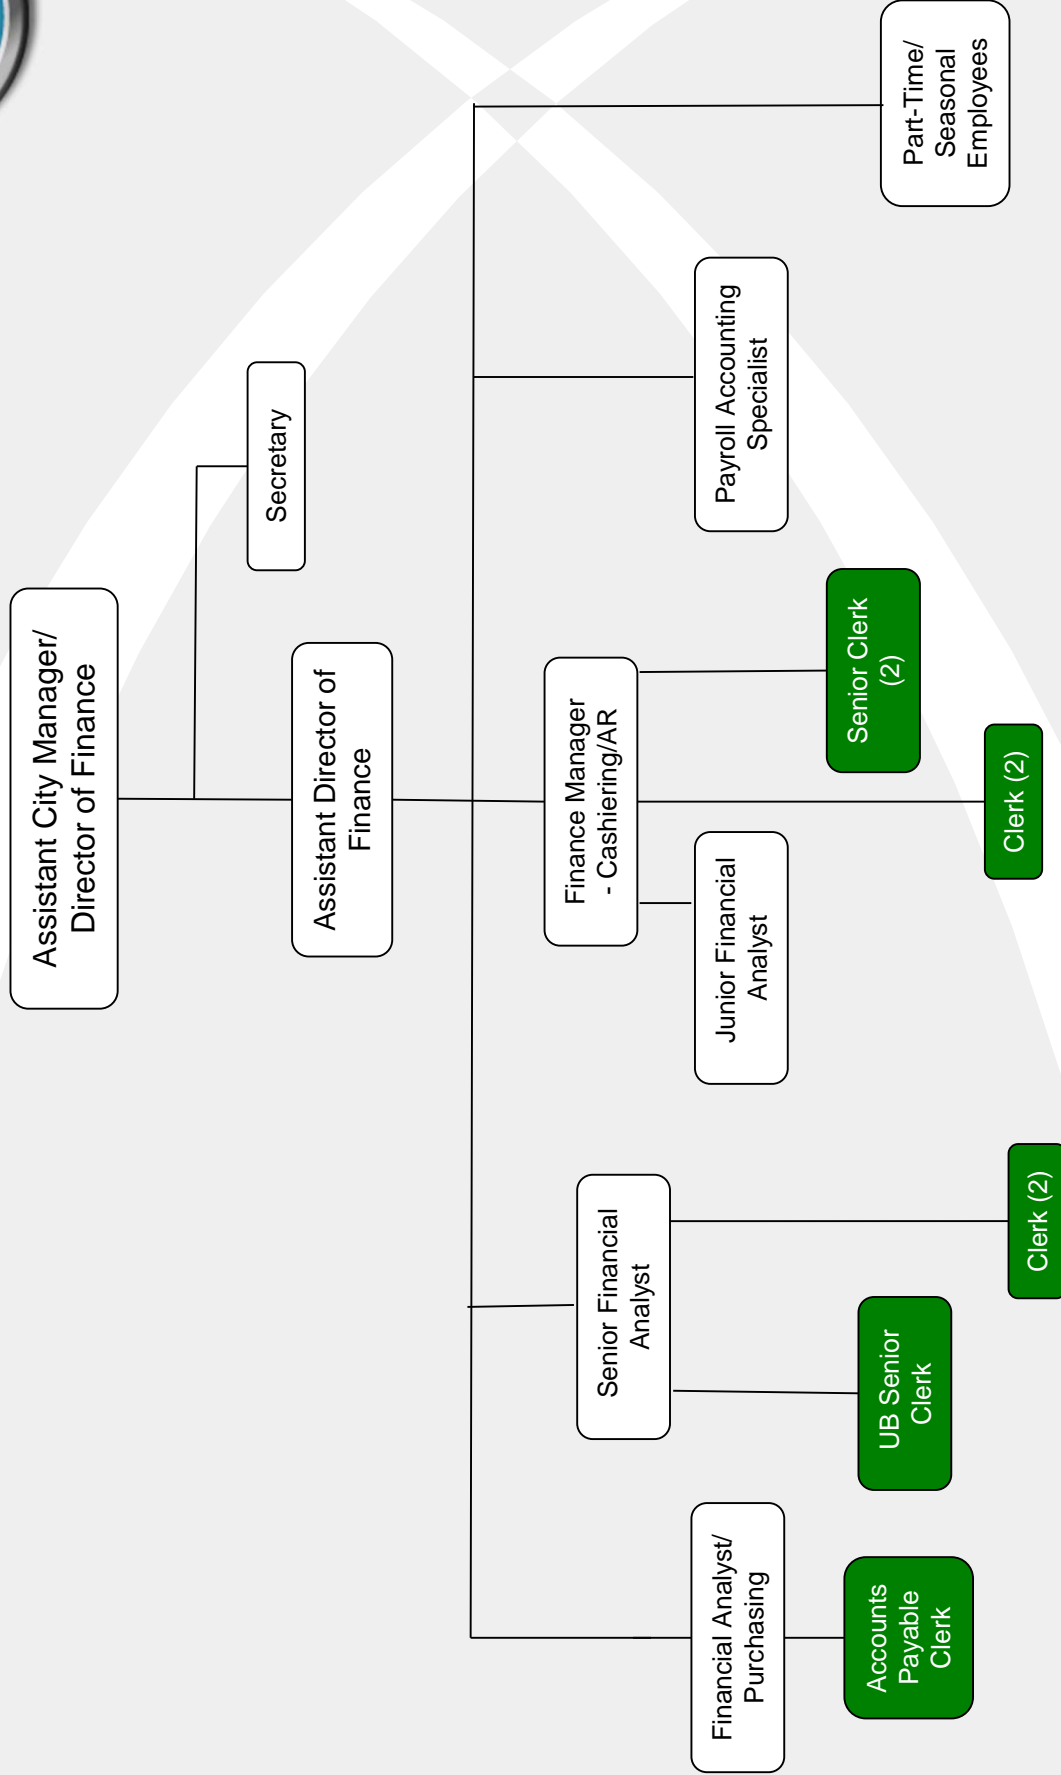 Assistant City Manager/
Director of Finance
Secretary
Assistant Director of
Finance
Finance Manager
- Cashiering/AR
Senior Financial
Analyst
Financial Analyst/
Purchasing
Junior Financial
Analyst
Payroll Accounting
Specialist
Senior Clerk
(2)
Accounts
Payable
Clerk
UB Senior
Clerk
Part-Time/
Seasonal
Employees
Clerk (2)
Clerk (2)